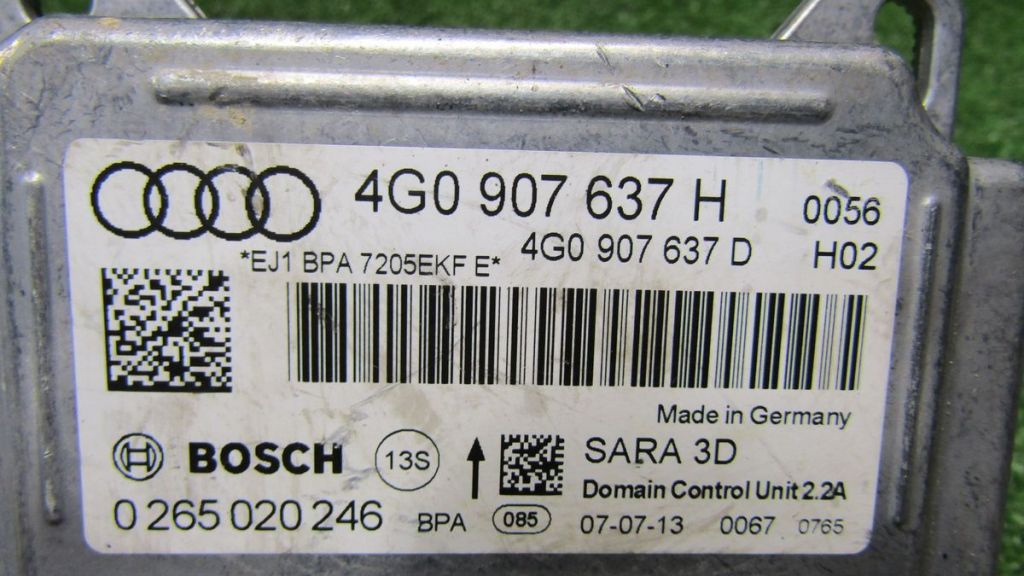 4G0 907 637 H 0056
4G0 907 637 D H02
*EJ1 BPA 7205EKF E*
Made in Germany
BOSCH 13S SARA 3D
Domain Control Unit 2.2A
0 265 020 246 BPA 085 07-07-13 0067 0765